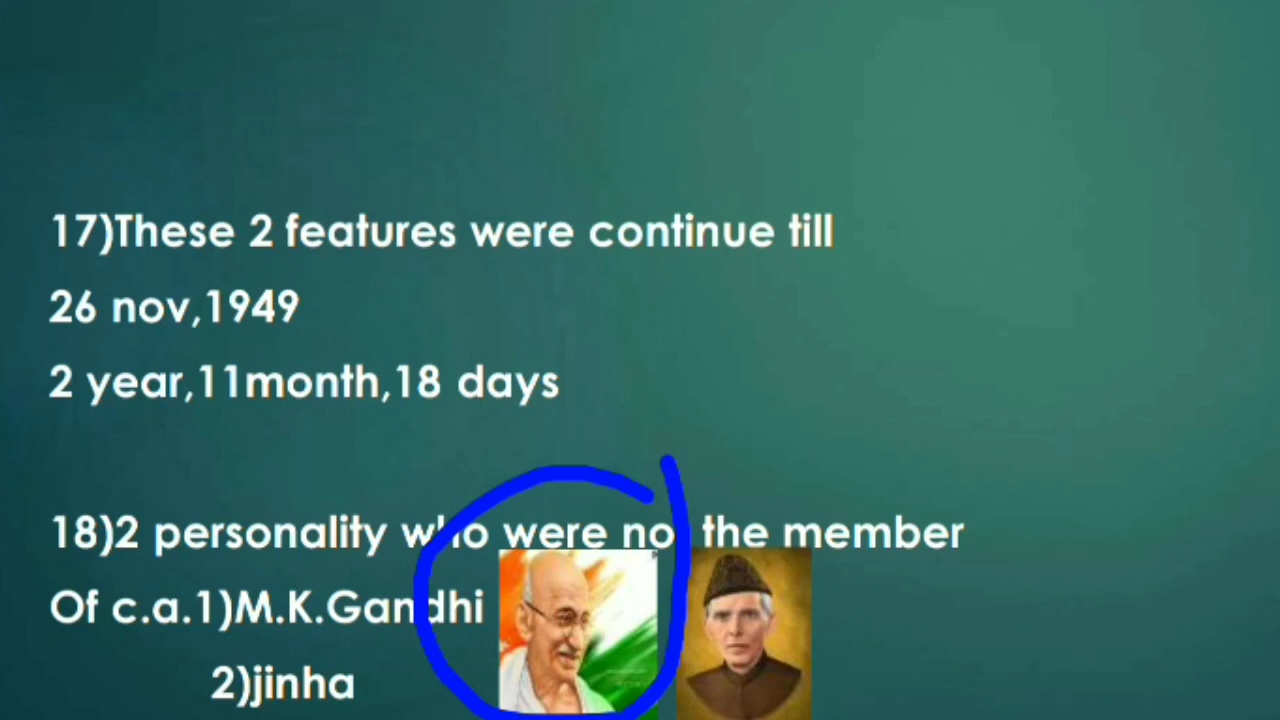 17)These 2 features were continue till
26 nov,1949
2 year,11month,18 days
18)2 personality who were not the member
Of c.a.1)M.K.Gandhi
2)jinha